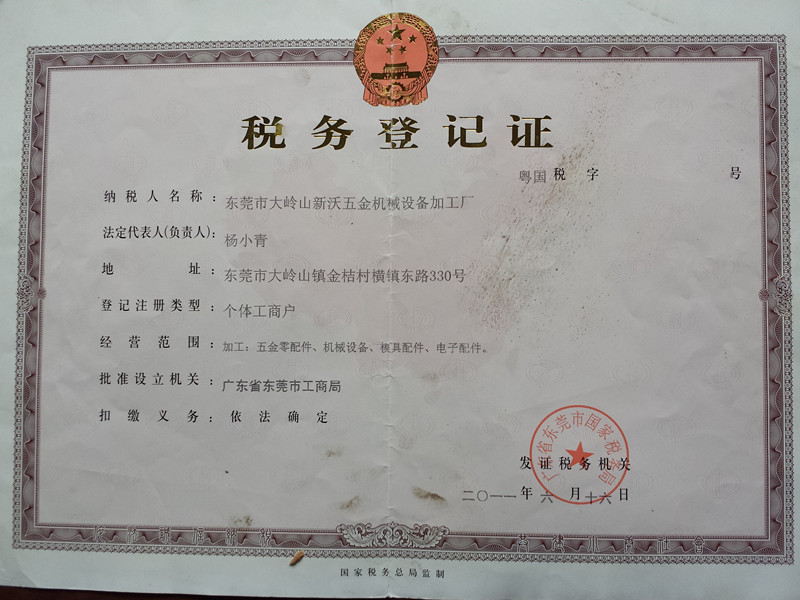 税务登记证
粤国税字 号
纳税人名称：东莞市大岭山新沃五金机械设备加工厂
法定代表人(负责人)：杨小青
地址：东莞市大岭山镇金桔村横镇东路330号
登记注册类型：个体工商户
经营范围：加工：五金零配件、机械设备、模具配件、电子配件。
批准设立机关：广东省东莞市工商局
扣缴义务：依法确定
广东省东莞市国家税务局
发证税务机关
二〇一一年六月十六日
国家税务总局监制